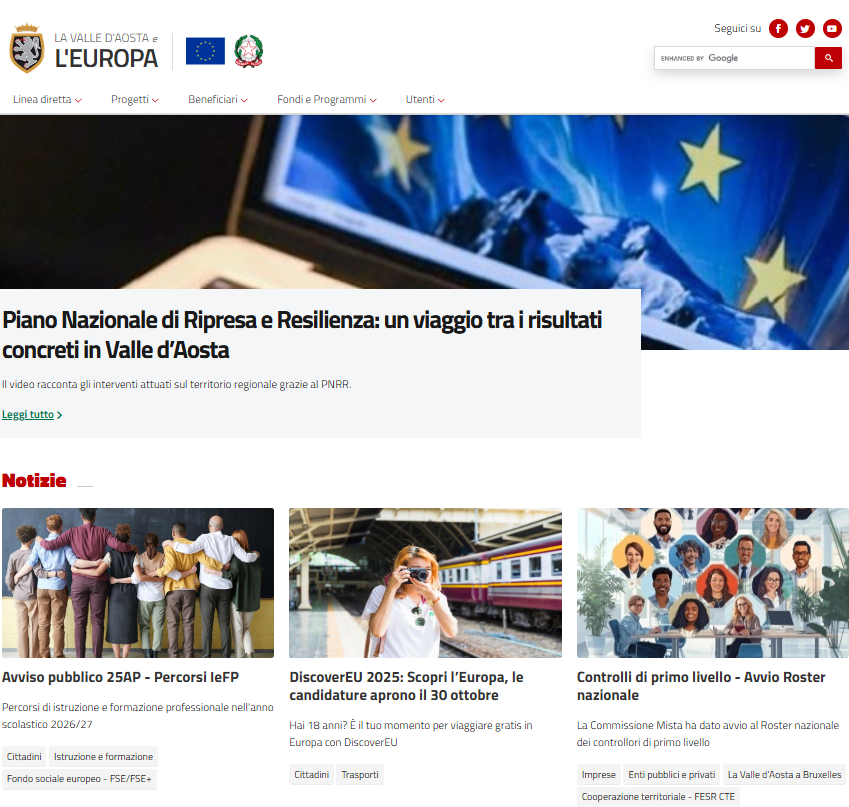 LA VALLE D'AOSTA e
L'EUROPA
Seguici su
ENHANCED BY Google
Linea diretta
Progetti
Beneficiari
Fondi e Programmi
Utenti
Piano Nazionale di Ripresa e Resilienza: un viaggio tra i risultati
concreti in Valle d’Aosta
Il video racconta gli interventi attuati sul territorio regionale grazie al PNRR.
Leggi tutto
Notizie
Avviso pubblico 25AP - Percorsi IeFP
Percorsi di istruzione e formazione professionale nell'anno
scolastico 2026/27
Cittadini
Istruzione e formazione
Fondo sociale europeo - FSE/FSE+
DiscoverEU 2025: Scopri l’Europa, le
candidature aprono il 30 ottobre
Hai 18 anni? È il tuo momento per viaggiare gratis in
Europa con DiscoverEU
Cittadini
Trasporti
Controlli di primo livello - Avvio Roster
nazionale
La Commissione Mista ha dato avvio al Roster nazionale
dei controllori di primo livello
Imprese
Enti pubblici e privati
La Valle d'Aosta a Bruxelles
Cooperazione territoriale - FESR CTE